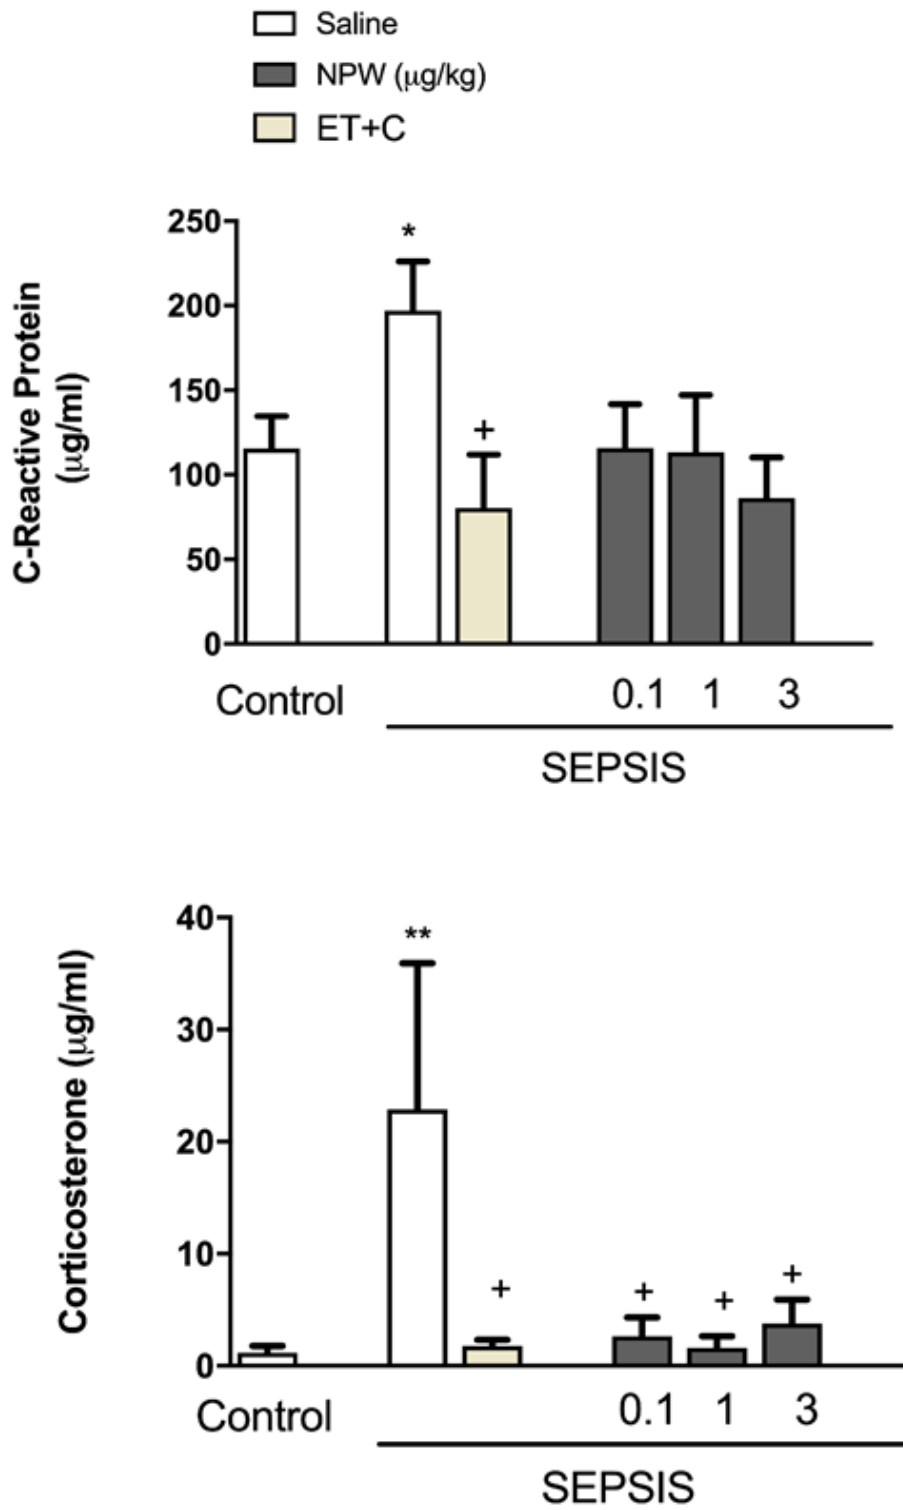 Saline
NPW (μg/kg)
ET+C
C-Reactive Protein
(μg/ml)
250
200
150
100
50
0
*
+
Control
0.1 1 3
SEPSIS
Corticosterone (μg/ml)
40
30
20
10
0
**
+
+
+
+
Control
0.1 1 3
SEPSIS